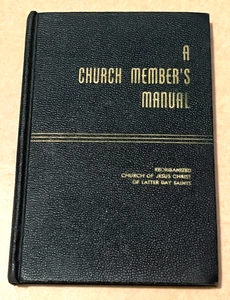 A
CHURCH MEMBER'S
MANUAL
REORGANIZED
CHURCH OF JESUS CHRIST
OF LATTER DAY SAINTS